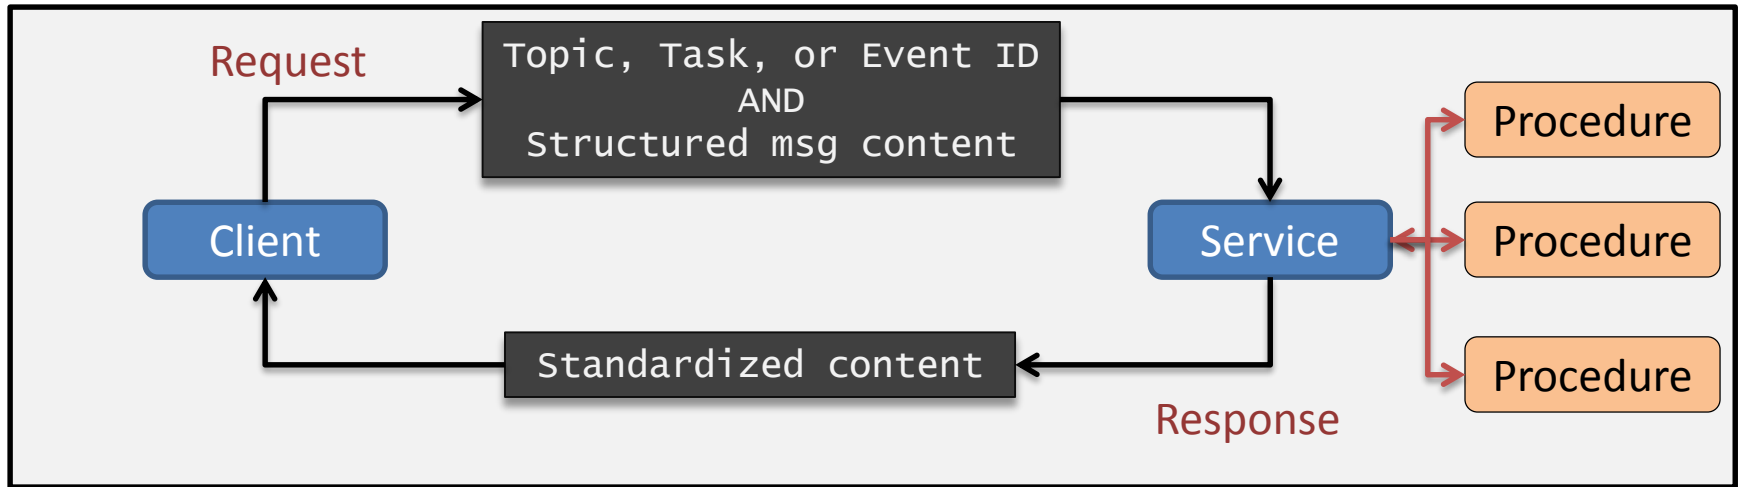 Request
Topic, Task, or Event ID
AND
Structured msg content
Procedure
Client
Service
Procedure
Standardized content
Procedure
Response